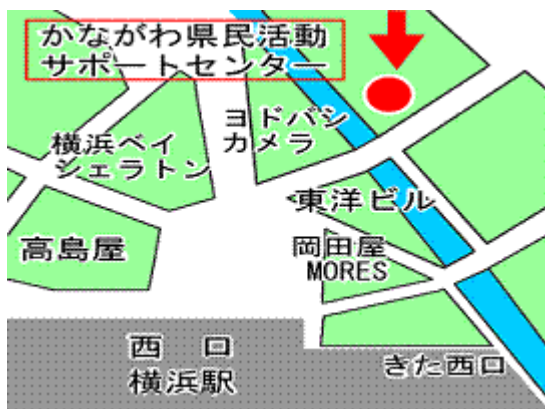 かながわ県民活動
サポートセンター
ヨドバシ
カメラ
横浜ベイ
シェラトン
東洋ビル
高島屋
岡田屋
MORES
西口
横浜駅
きた西口